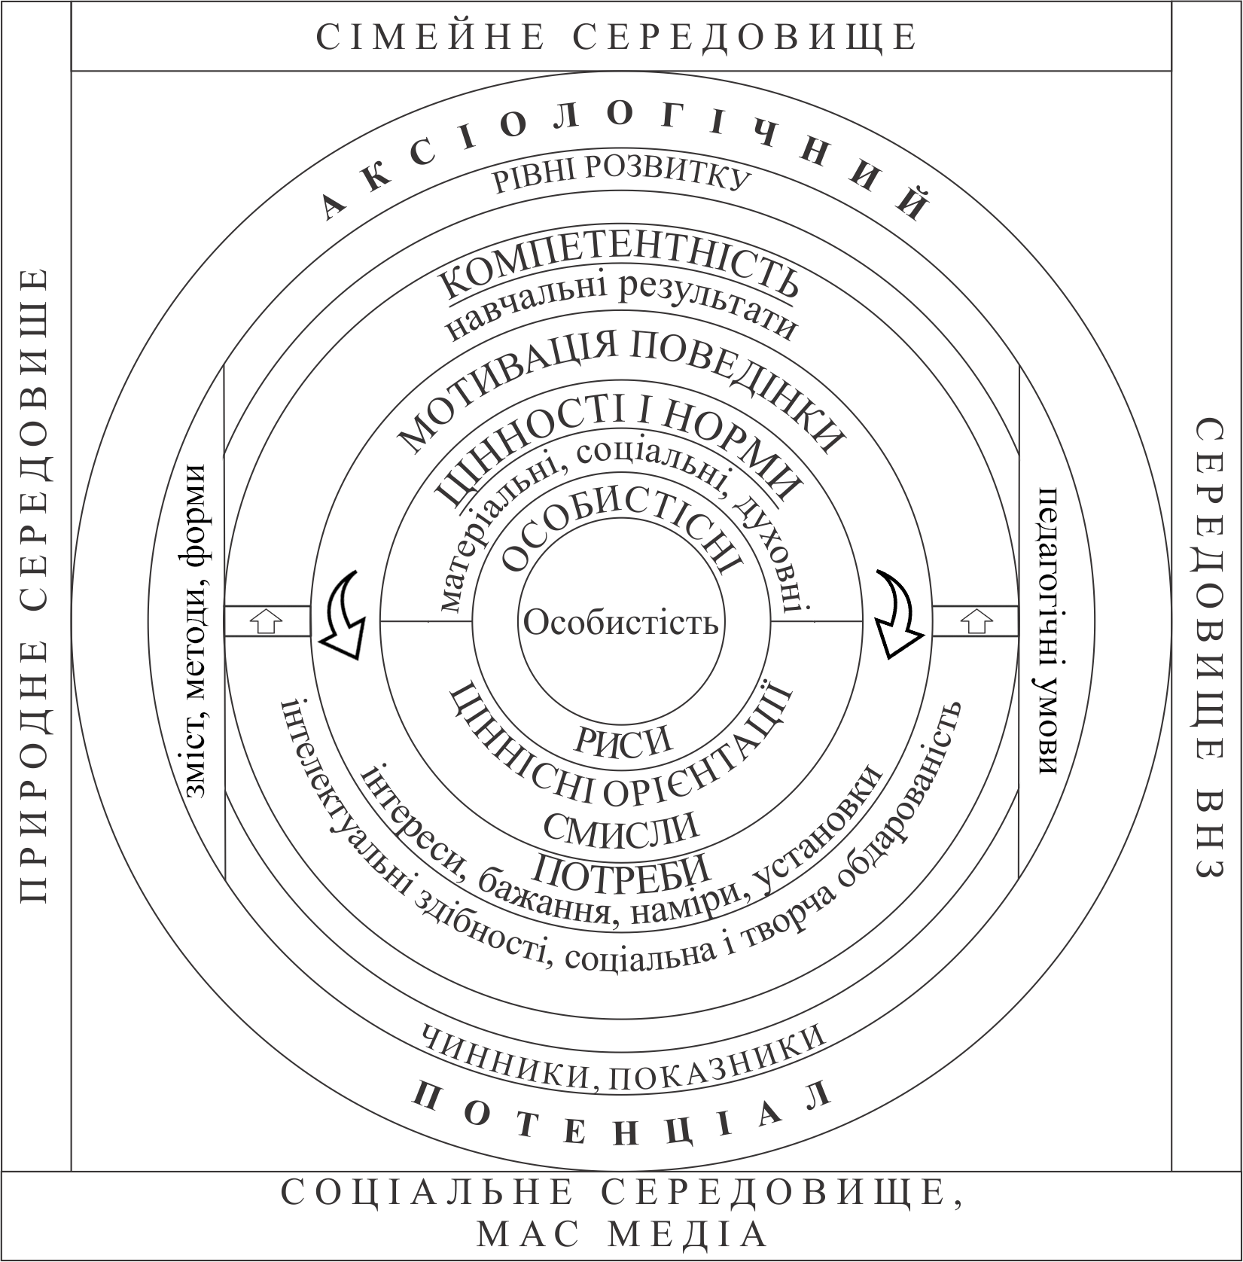 СІМЕЙНЕ СЕРЕДОВИЩЕ
ПРИРОДНЕ СЕРЕДОВИШЕ
СЕРЕДОВИЩЕ ВНЗ
АКСІОЛОГІЧНИЙ
РІВНІ РОЗВИТКУ
КОМПЕТЕНТНІСТЬ
навчальні результати
МОТИВАЦІЯ ПОВЕДІНКИ
ЦІННОСТІ І НОРМИ
матеріальні, соціальні, духовні
ОСОБИСТІСНІ
Особистість
зміст, методи, форми
педагогічні умови
РИСИ
ЦІННІСНІ ОРІЄНТАЦІЇ
СМИСЛИ
ПОТРЕБИ
інтереси, бажання, наміри, установки
інтелектуальні здібності, соціальна і творча обдарованість
ЧИННИКИ, ПОКАЗНИКИ
ПОТЕНЦІАЛ
СОЦІАЛЬНЕ СЕРЕДОВИЩЕ,
МАС МЕДІА